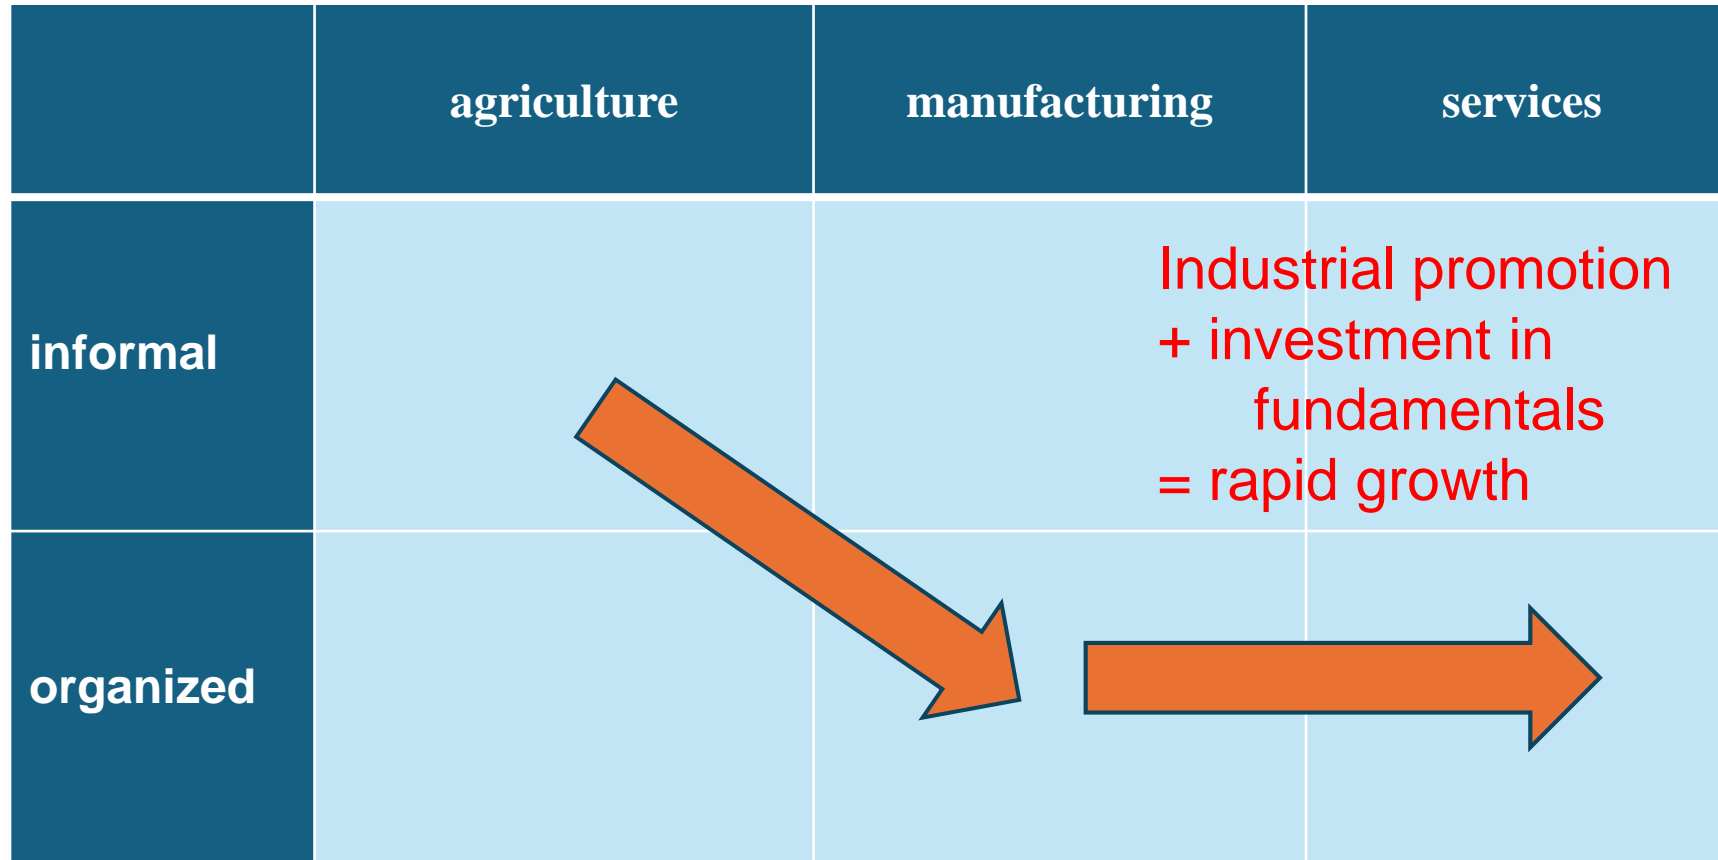 agriculture manufacturing services
informal
Industrial promotion
+ investment in
fundamentals
= rapid growth
organized